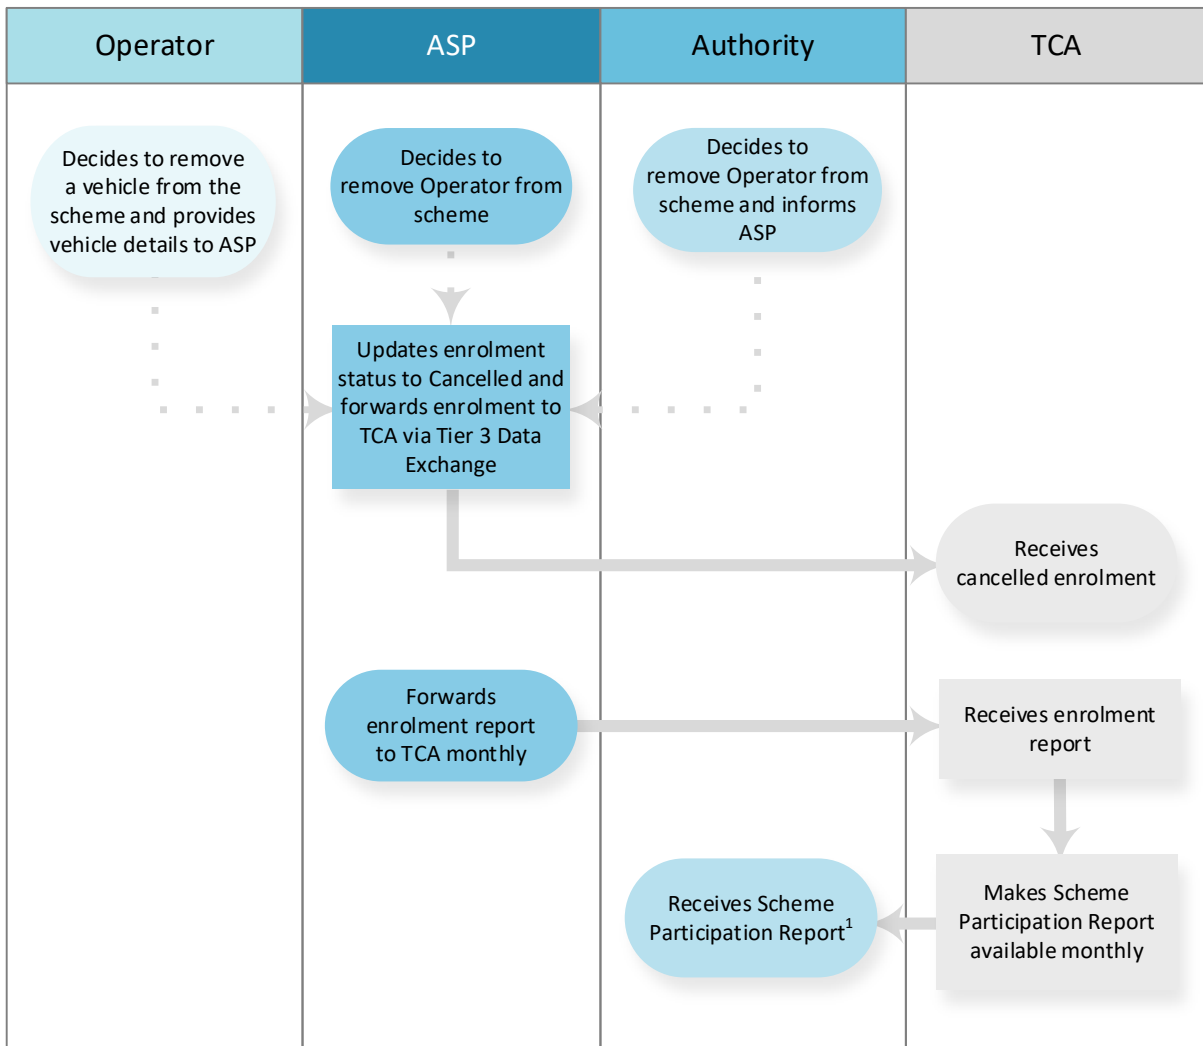 Operator
ASP
Authority
TCA
Decides to remove
a vehicle from the
scheme and provides
vehicle details to ASP
Decides to
remove Operator from
scheme
Decides to
remove Operator from
scheme and informs
ASP
Updates enrolment
status to Cancelled and
forwards enrolment to
TCA via Tier 3 Data
Exchange
Receives
cancelled enrolment
Forwards
enrolment report
to TCA monthly
Receives enrolment
report
Receives Scheme
Participation Report¹
Makes Scheme
Participation Report
available monthly